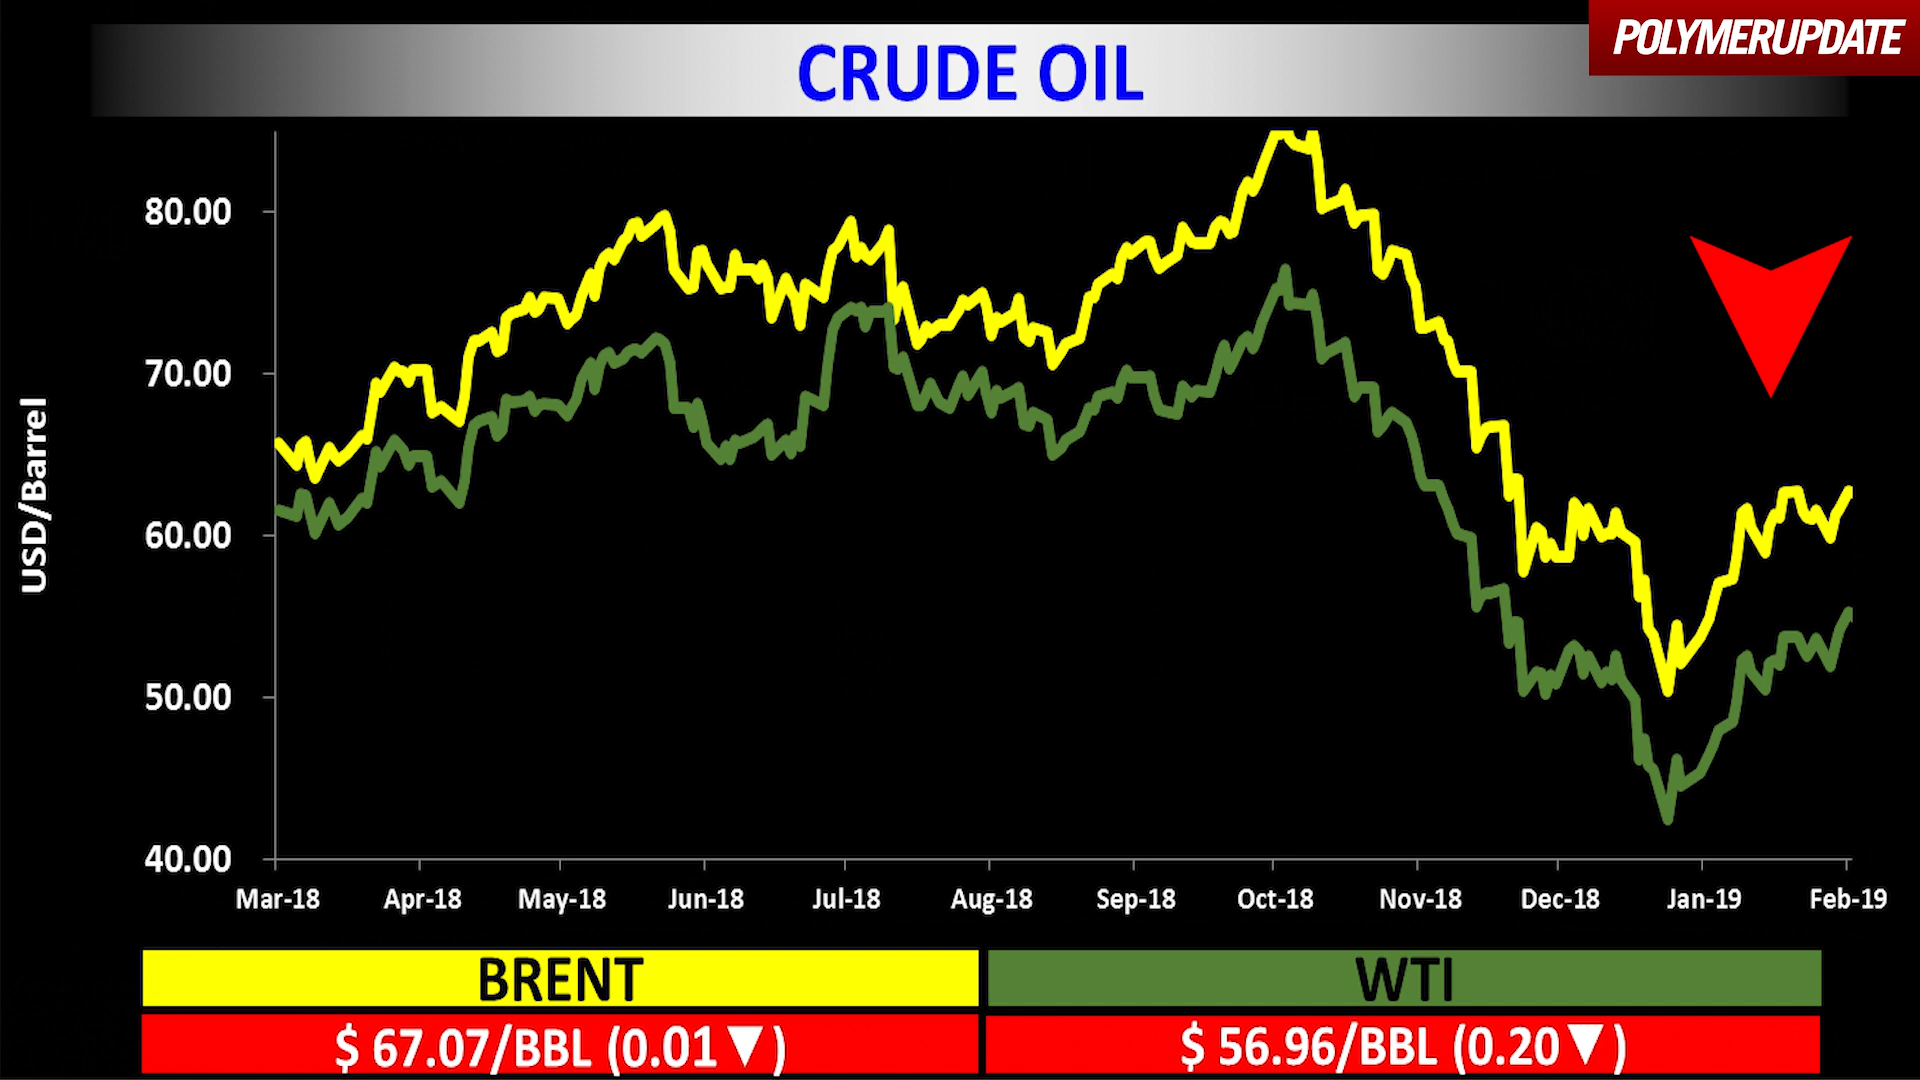 POLYMERUPDATE
CRUDE OIL
USD/Barrel
80.00
70.00
60.00
50.00
40.00
Mar-18 Apr-18 May-18 Jun-18 Jul-18 Aug-18 Sep-18 Oct-18 Nov-18 Dec-18 Jan-19 Feb-19
BRENT WTI
$ 67.07/BBL (0.01▼) $ 56.96/BBL (0.20▼)